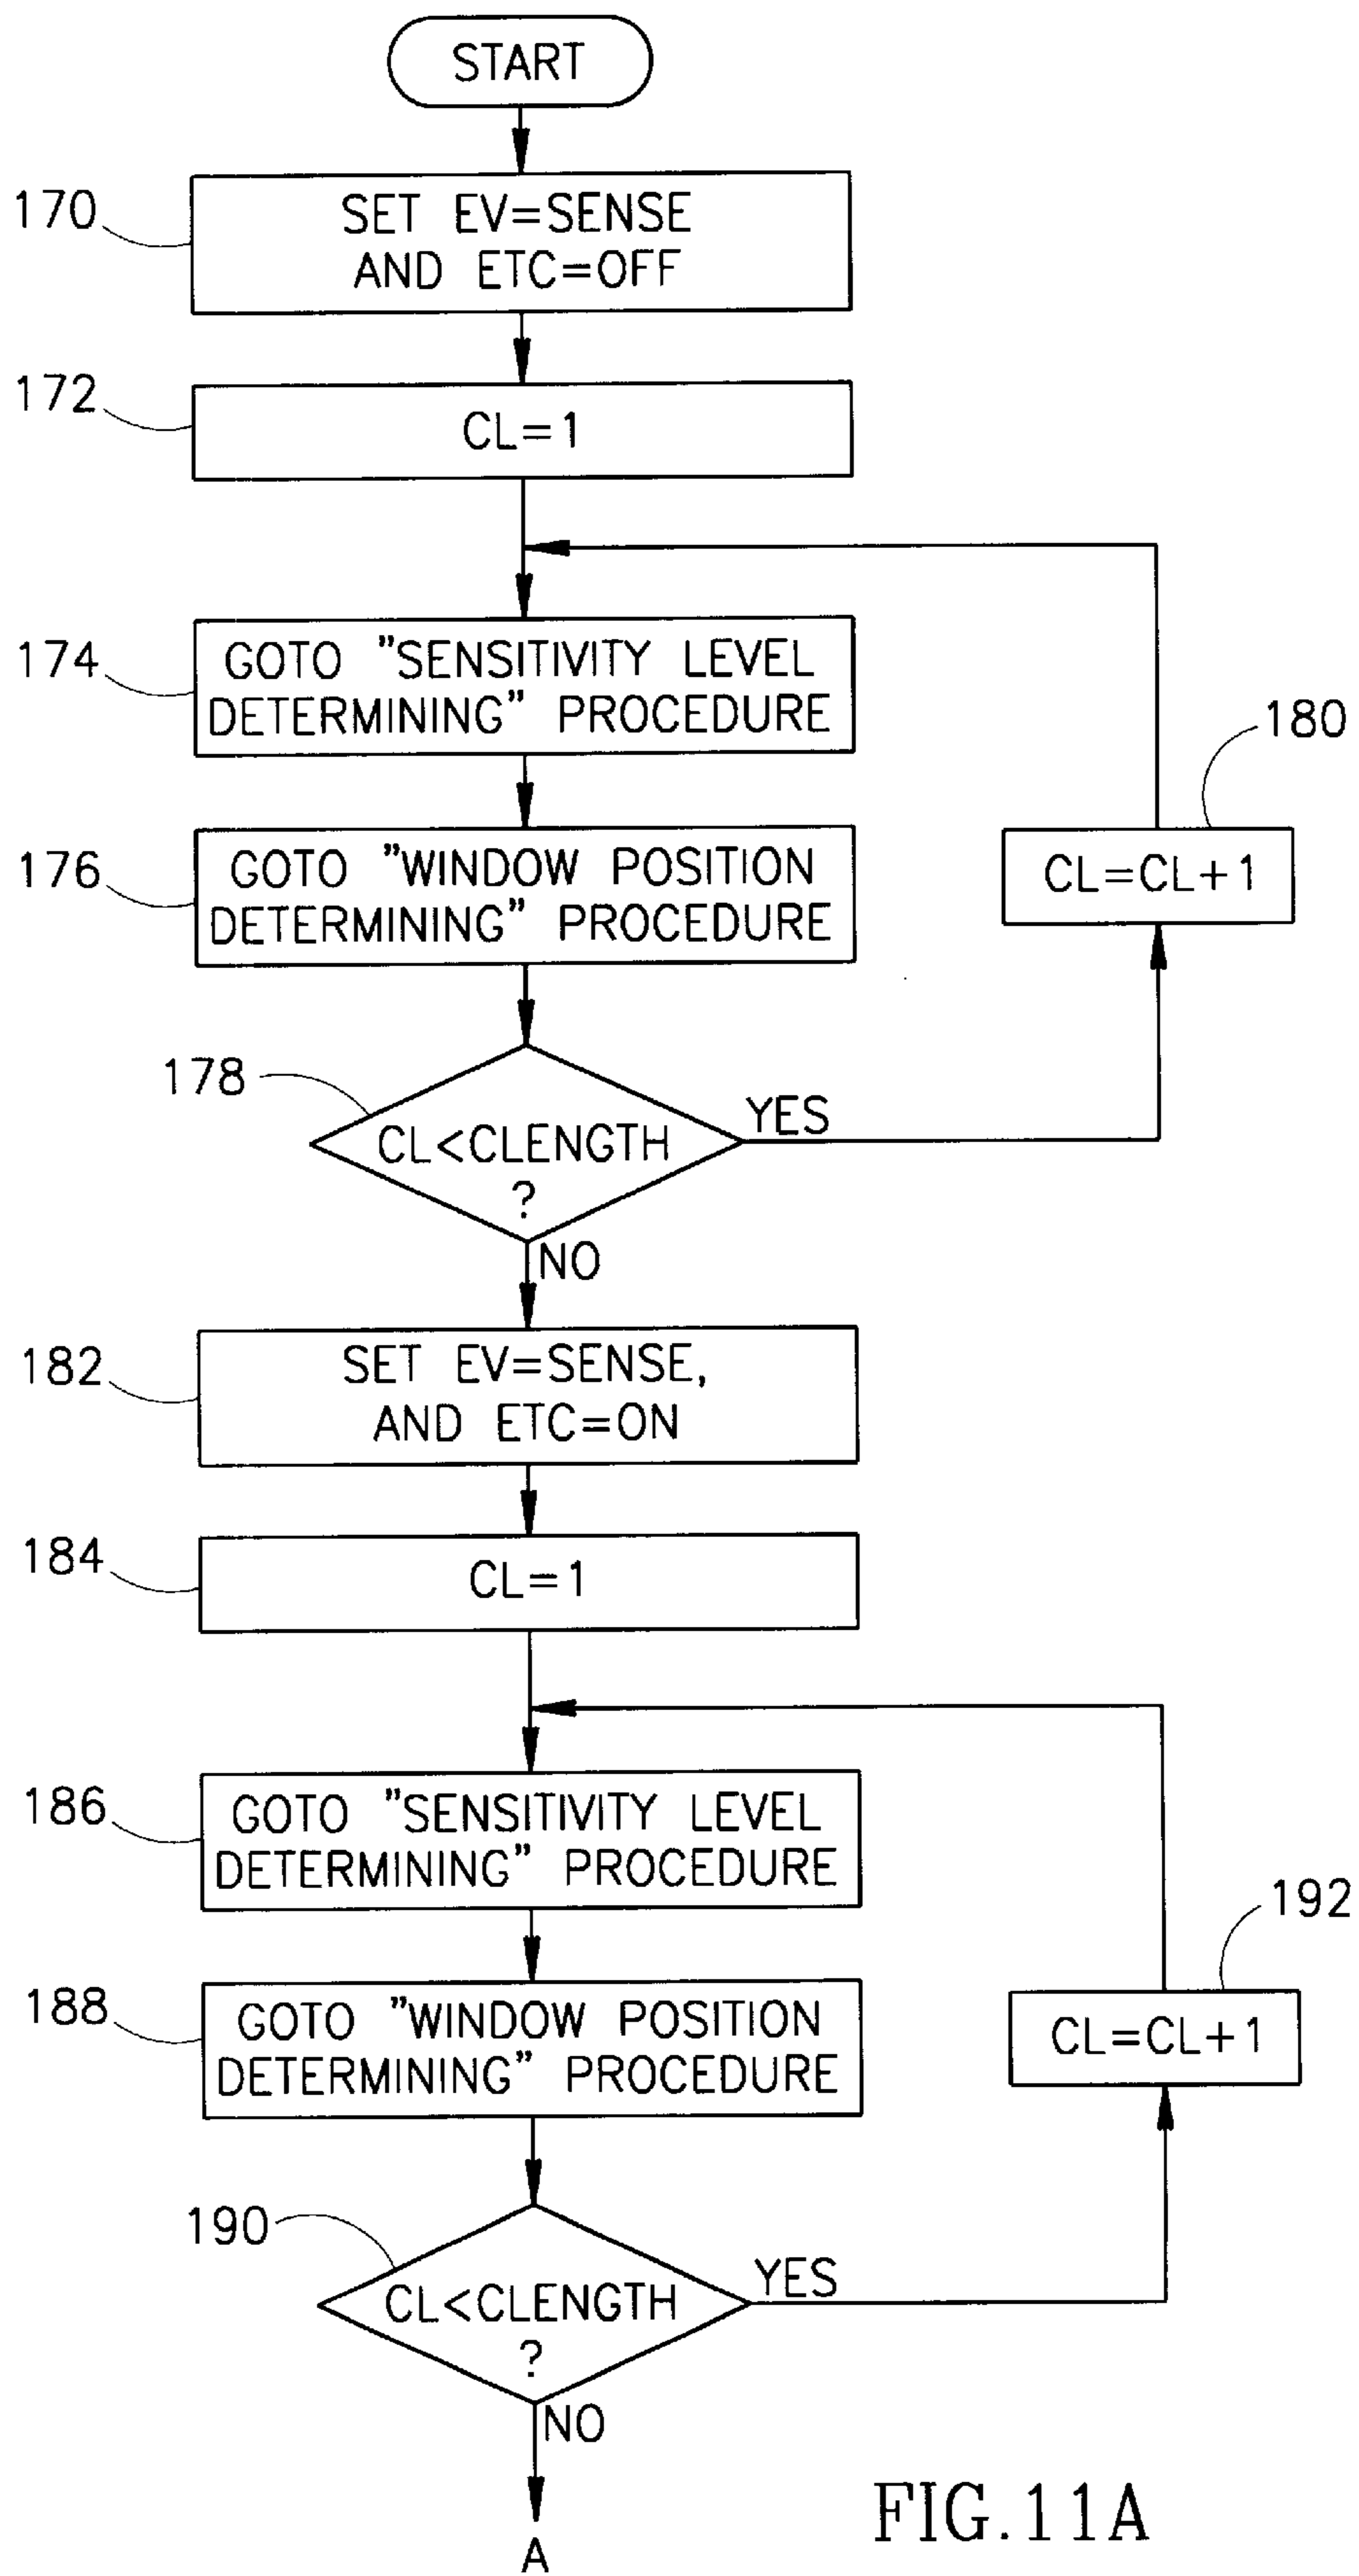 START
170
SET EV=SENSE
AND ETC=OFF
172
CL=1
174
GOTO "SENSITIVITY LEVEL
DETERMINING" PROCEDURE
180
176
GOTO "WINDOW POSITION
DETERMINING" PROCEDURE
CL=CL+1
178
CL<CLENGTH
?
YES
NO
182
SET EV=SENSE,
AND ETC=ON
184
CL=1
186
GOTO "SENSITIVITY LEVEL
DETERMINING" PROCEDURE
192
188
GOTO "WINDOW POSITION
DETERMINING" PROCEDURE
CL=CL+1
190
CL<CLENGTH
?
YES
NO
A
FIG.11A